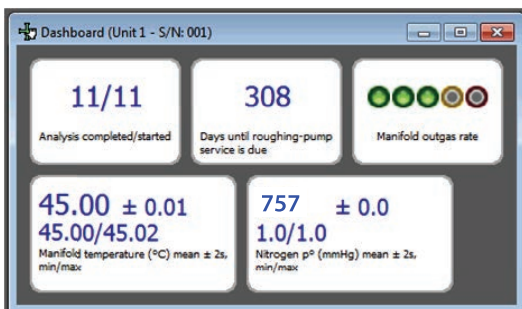 Dashboard (Unit 1 - S/N: 001)
11/11
Analysis completed/started
308
Days until roughing-pump
service is due
Manifold outgas rate
45.00 ± 0.01
45.00/45.02
Manifold temperature (ºC) mean ± 2s,
min/max
757 ± 0.0
1.0/1.0
Nitrogen pº (mmHg) mean ± 2s,
min/max